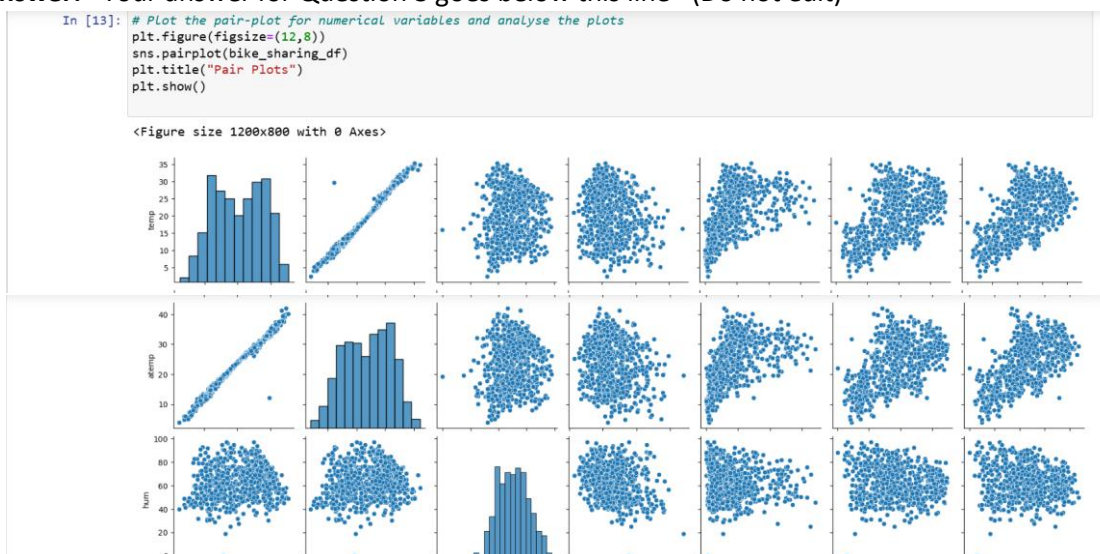 Your answer for Question 3 goes below this line (Do not edit)
In [13]: # Plot the pair-plot for numerical variables and analyse the plots
plt.figure(figsize=(12,8))
sns.pairplot(bike_sharing_df)
plt.title("Pair Plots")
plt.show()
<Figure size 1200x800 with 0 Axes>
35
30
25
20
15
10
5
temp
40
30
20
10
atemp
100
80
60
40
20
hum